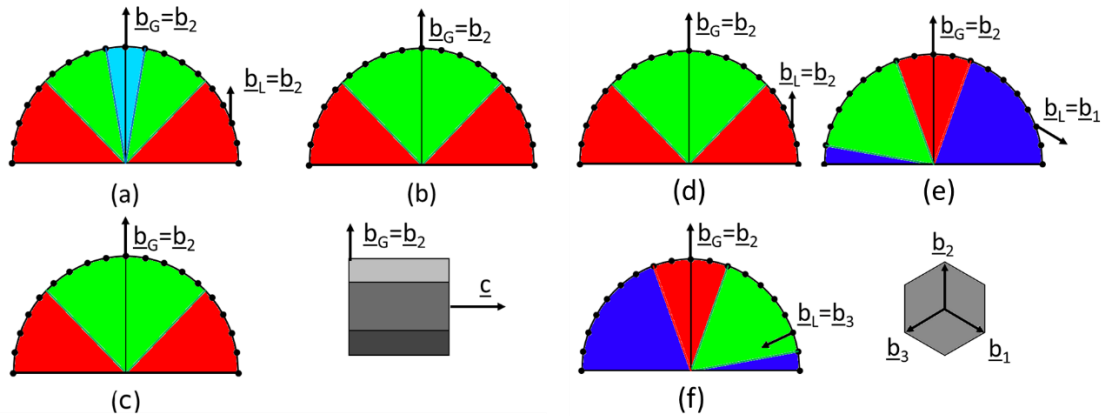 b_G=b_2
b_L=b_2
(a)
b_G=b_2
(b)
b_G=b_2
b_L=b_2
(d)
b_G=b_2
b_L=b_1
(e)
b_G=b_2
(c)
b_G=b_2
c
b_G=b_2
b_L=b_3
(f)
b_2
b_3
b_1